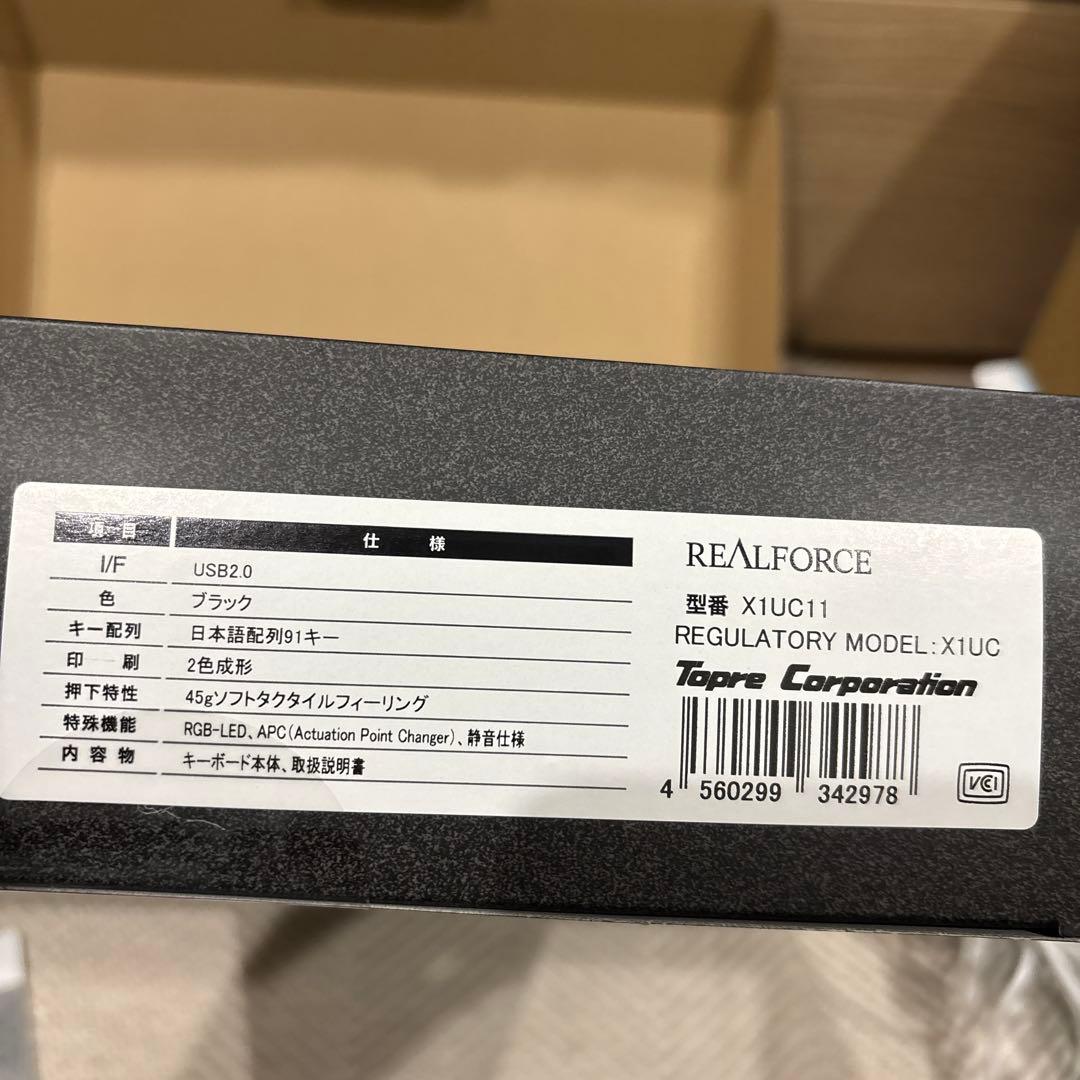 項 目 仕 様
I/F USB2.0
色 ブラック
キー配列 日本語配列91キー
印 刷 2色成形
押下特性 45gソフトタクタイルフィーリング
特殊機能 RGB-LED、APC(Actuation Point Changer)、静音仕様
内 容 物 キーボード本体、取扱説明書
REALFORCE
型番 X1UC11
REGULATORY MODEL:X1UC
Topre Corporation
4 560299 342978
VCI